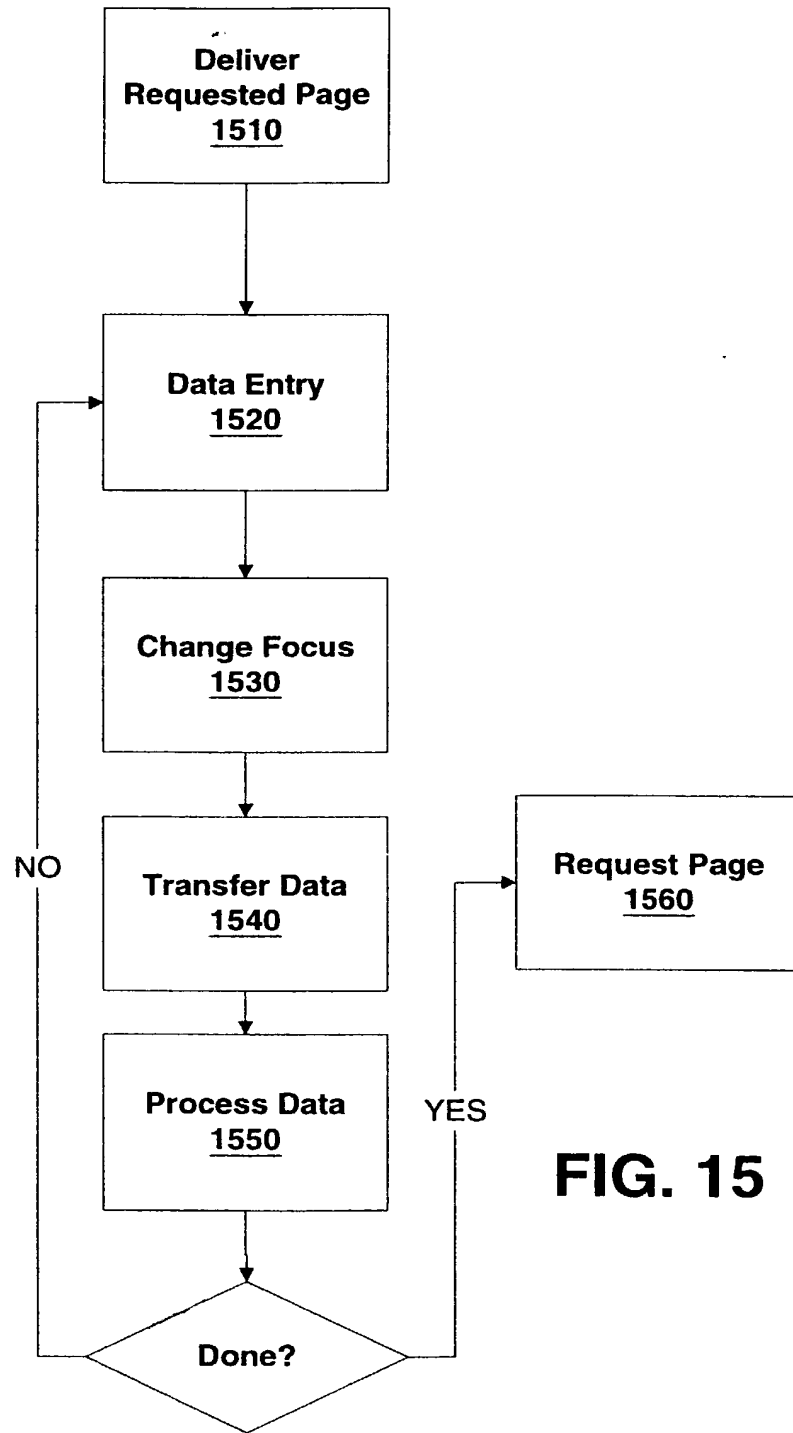 Deliver
Requested Page
1510
Data Entry
1520
Change Focus
1530
NO
Transfer Data
1540
Request Page
1560
Process Data
1550
YES
FIG. 15
Done?